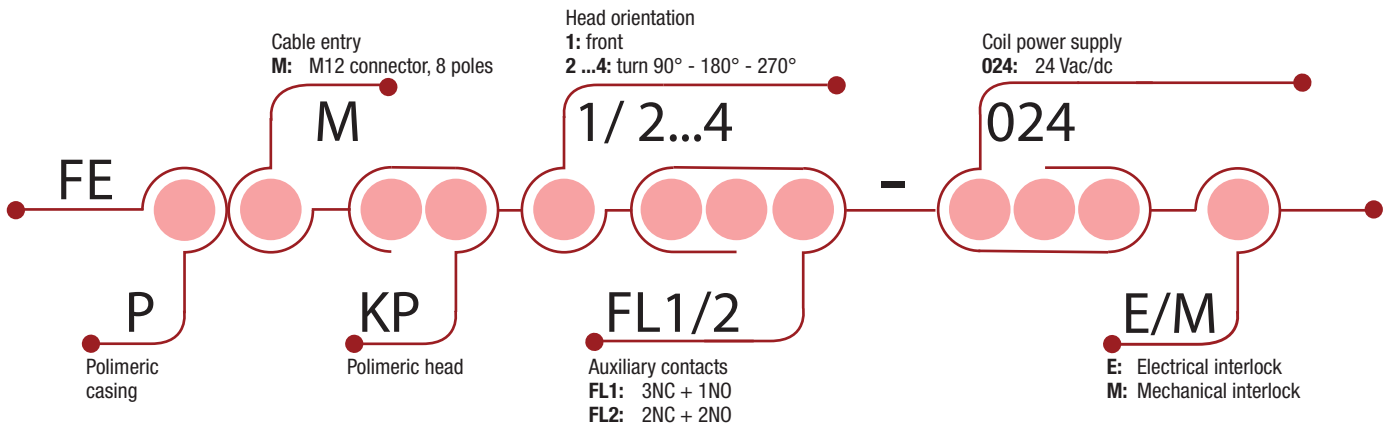 Cable entry
M: M12 connector, 8 poles
Head orientation
1: front
2 ...4: turn 90° - 180° - 270°
Coil power supply
024: 24 Vac/dc
FE
M
1/ 2...4
-
024
P
KP
FL1/2
E/M
Polimeric
casing
Polimeric head
Auxiliary contacts
FL1: 3NC + 1NO
FL2: 2NC + 2NO
E: Electrical interlock
M: Mechanical interlock